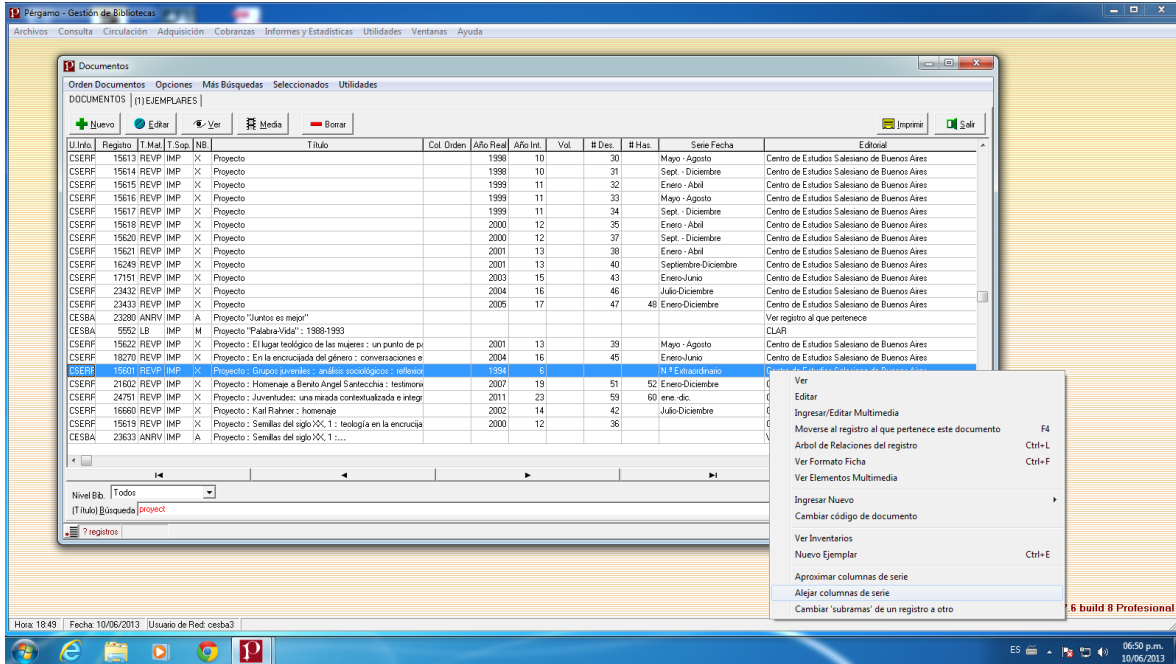 Pérgamo - Gestión de Bibliotecas
Archivos Consulta Circulación Adquisición Cobranzas Informes y Estadísticas Utilidades Ventanas Ayuda
Documentos
Orden Documentos Opciones Más Búsquedas Seleccionados Utilidades
DOCUMENTOS (1) EJEMPLARES
Nuevo Editar Ver Media Borrar Imprimir Salir
U.Info. Registro T.Mat. T.Sop. NB. Título Col. Orden Año Real Año Int. Vol. # Des. # Has. Serie Fecha Editorial
CSERF 15613 REVP IMP X Proyecto 1998 10 30 Mayo - Agosto Centro de Estudios Salesiano de Buenos Aires
CSERF 15614 REVP IMP X Proyecto 1998 10 31 Sept. - Diciembre Centro de Estudios Salesiano de Buenos Aires
CSERF 15615 REVP IMP X Proyecto 1999 11 32 Enero - Abril Centro de Estudios Salesiano de Buenos Aires
CSERF 15616 REVP IMP X Proyecto 1999 11 33 Mayo - Agosto Centro de Estudios Salesiano de Buenos Aires
CSERF 15617 REVP IMP X Proyecto 1999 11 34 Sept. - Diciembre Centro de Estudios Salesiano de Buenos Aires
CSERF 15618 REVP IMP X Proyecto 2000 12 35 Enero - Abril Centro de Estudios Salesiano de Buenos Aires
CSERF 15620 REVP IMP X Proyecto 2000 12 37 Sept. - Diciembre Centro de Estudios Salesiano de Buenos Aires
CSERF 15621 REVP IMP X Proyecto 2001 13 38 Enero - Abril Centro de Estudios Salesiano de Buenos Aires
CSERF 16249 REVP IMP X Proyecto 2001 13 40 Septiembre-Diciembre Centro de Estudios Salesiano de Buenos Aires
CSERF 17151 REVP IMP X Proyecto 2003 15 43 Enero-Junio Centro de Estudios Salesiano de Buenos Aires
CSERF 23432 REVP IMP X Proyecto 2004 16 46 Julio-Diciembre Centro de Estudios Salesiano de Buenos Aires
CSERF 23433 REVP IMP X Proyecto 2005 17 47 48 Enero-Diciembre Centro de Estudios Salesiano de Buenos Aires
CESBA 23280 ANRV IMP A Proyecto "Juntos es mejor" Ver registro al que pertenece
CESBA 5552 LB IMP M Proyecto "Palabra-Vida" : 1988-1993 CLAR
CSERF 15622 REVP IMP X Proyecto : El lugar teológico de las mujeres : un punto de pa 2001 13 39 Mayo - Agosto Centro de Estudios Salesiano de Buenos Aires
CSERF 18270 REVP IMP X Proyecto : En la encrucijada del género : conversaciones e 2004 16 45 Enero-Junio Centro de Estudios Salesiano de Buenos Aires
CSERF 15601 REVP IMP X Proyecto : Grupos juveniles : análisis sociológicos : reflexior 1994 6 N º Extraordinario Centro de Estudios Salesiano de Buenos Aires
CSERF 21602 REVP IMP X Proyecto : Homenaje a Benito Angel Santecchia : testimoni 2007 19 51 52 Enero-Diciembre
CSERF 24751 REVP IMP X Proyecto : Juventudes: una mirada contextualizada e integr 2011 23 59 60 ene.-dic.
CSERF 16660 REVP IMP X Proyecto : Karl Rahner : homenaje 2002 14 42 Julio-Diciembre
CSERF 15619 REVP IMP X Proyecto : Semillas del siglo XX, 1 : teología en la encrucija 2000 12 36
CESBA 23633 ANRV IMP A Proyecto : Semillas del siglo XX, 1 :...
Nivel Bib. Todos
(Título) Búsqueda proyect
? registros
Ver
Editar
Ingresar/Editar Multimedia
Moverse al registro al que pertenece este documento F4
Arbol de Relaciones del registro Ctrl+L
Ver Formato Ficha Ctrl+F
Ver Elementos Multimedia
Ingresar Nuevo
Cambiar código de documento
Ver Inventarios
Nuevo Ejemplar Ctrl+E
Aproximar columnas de serie
Alejar columnas de serie
Cambiar 'subramas' de un registro a otro
.6 build 8 Profesional
Hora: 18:49 Fecha: 10/06/2013 Usuario de Red: cesba3
ES 06:50 p.m.
10/06/2013